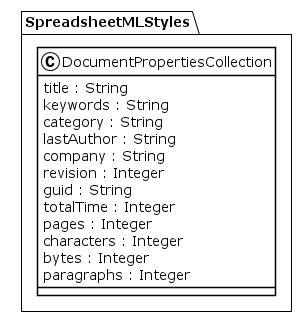 SpreadsheetMLStyles
C DocumentPropertiesCollection
title : String
keywords : String
category : String
lastAuthor : String
company : String
revision : Integer
guid : String
totalTime : Integer
pages : Integer
characters : Integer
bytes : Integer
paragraphs : Integer